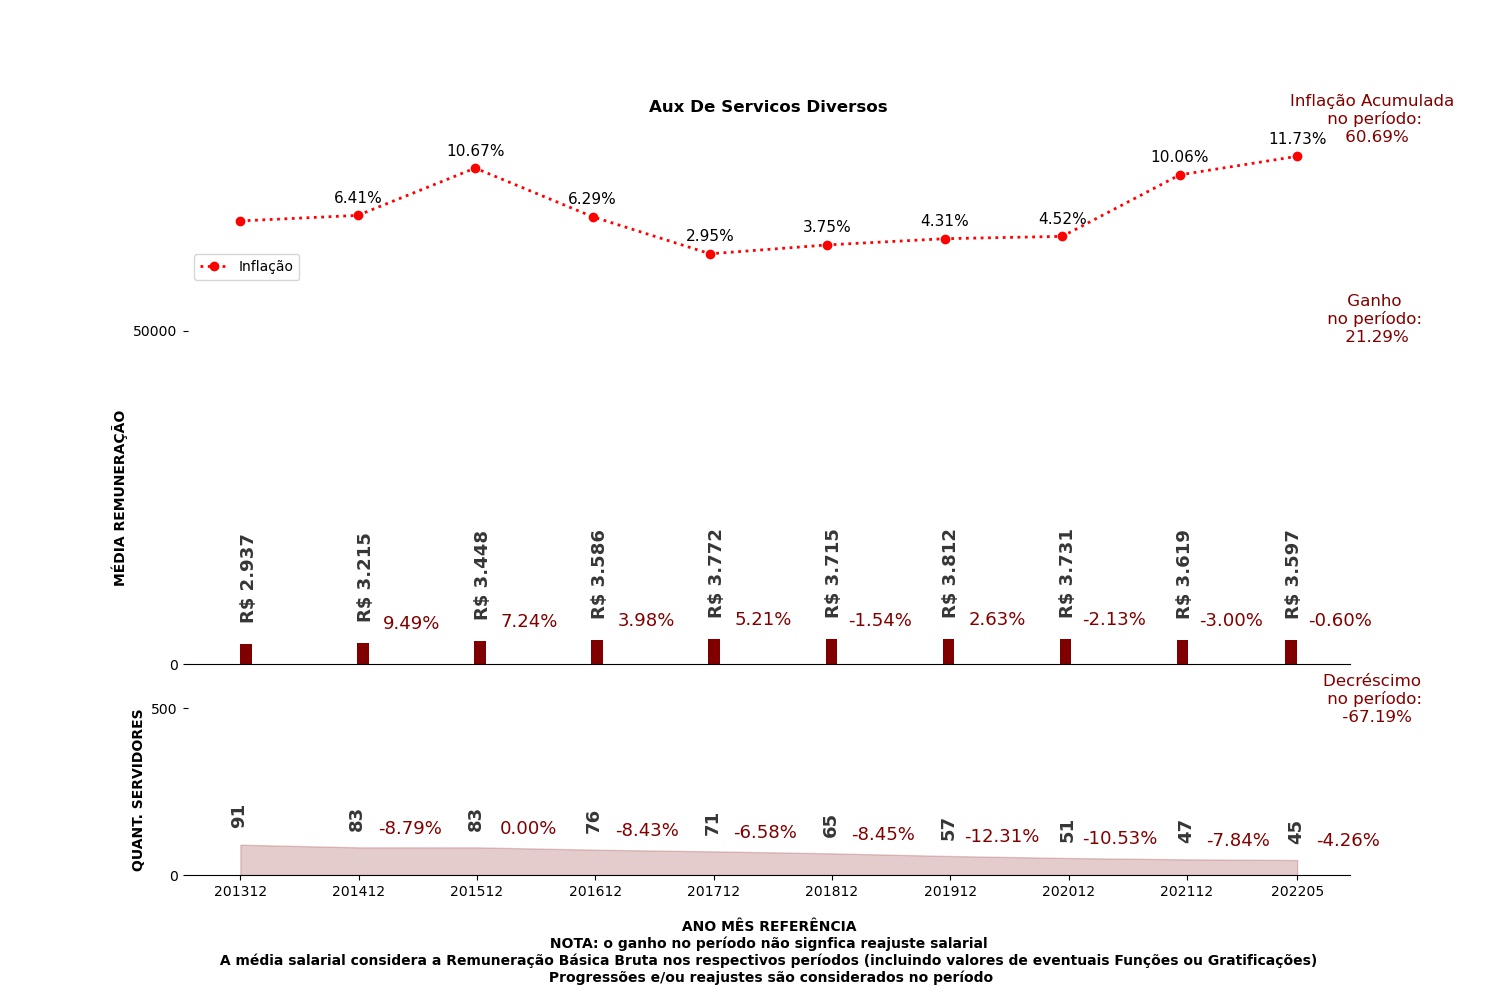 Aux De Servicos Diversos
Inflação Acumulada
no período:
60.69%
6.41%
10.67%
6.29%
2.95%
3.75%
4.31%
4.52%
10.06%
11.73%
Inflação
Ganho
no período:
21.29%
50000
0
MÉDIA REMUNERAÇÃO
R$ 2.937
R$ 3.215
R$ 3.448
R$ 3.586
R$ 3.772
R$ 3.715
R$ 3.812
R$ 3.731
R$ 3.619
R$ 3.597
9.49%
7.24%
3.98%
5.21%
-1.54%
2.63%
-2.13%
-3.00%
-0.60%
Decréscimo
no período:
-67.19%
500
0
QUANT. SERVIDORES
91
83
83
76
71
65
57
51
47
45
-8.79%
0.00%
-8.43%
-6.58%
-8.45%
-12.31%
-10.53%
-7.84%
-4.26%
201312
201412
201512
201612
201712
201812
201912
202012
202112
202205
ANO MÊS REFERÊNCIA
NOTA: o ganho no período não signfica reajuste salarial
A média salarial considera a Remuneração Básica Bruta nos respectivos períodos (incluindo valores de eventuais Funções ou Gratificações)
Progressões e/ou reajustes são considerados no período